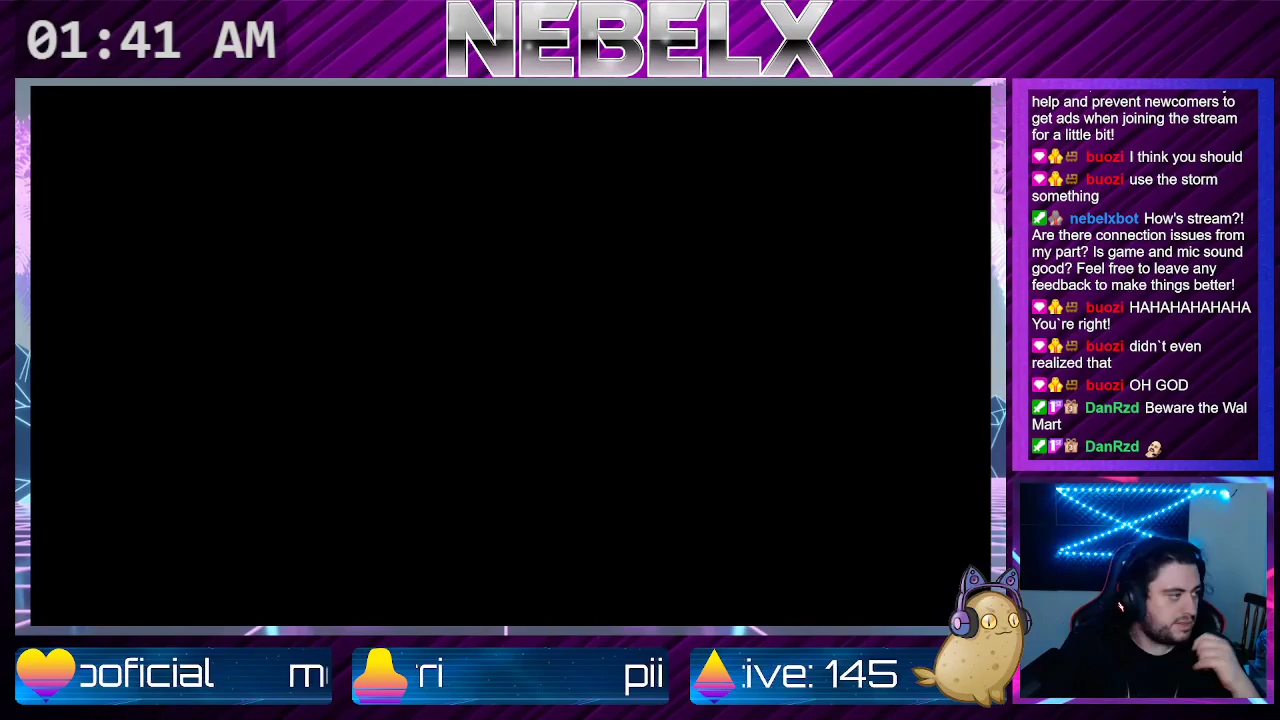 01:41 AM
NEBELX
help and prevent newcomers to
get ads when joining the stream
for a little bit!
buozi I think you should
buozi use the storm
something
nebelxbot How's stream?!
Are there connection issues from
my part? Is game and mic sound
good? Feel free to leave any
feedback to make things better!
buozi HAHAHAHAHAHA
You`re right!
buozi didn`t even
realized that
buozi OH GOD
DanRzd Beware the Wal
Mart
DanRzd
ooficial m
ri pii
ive: 145